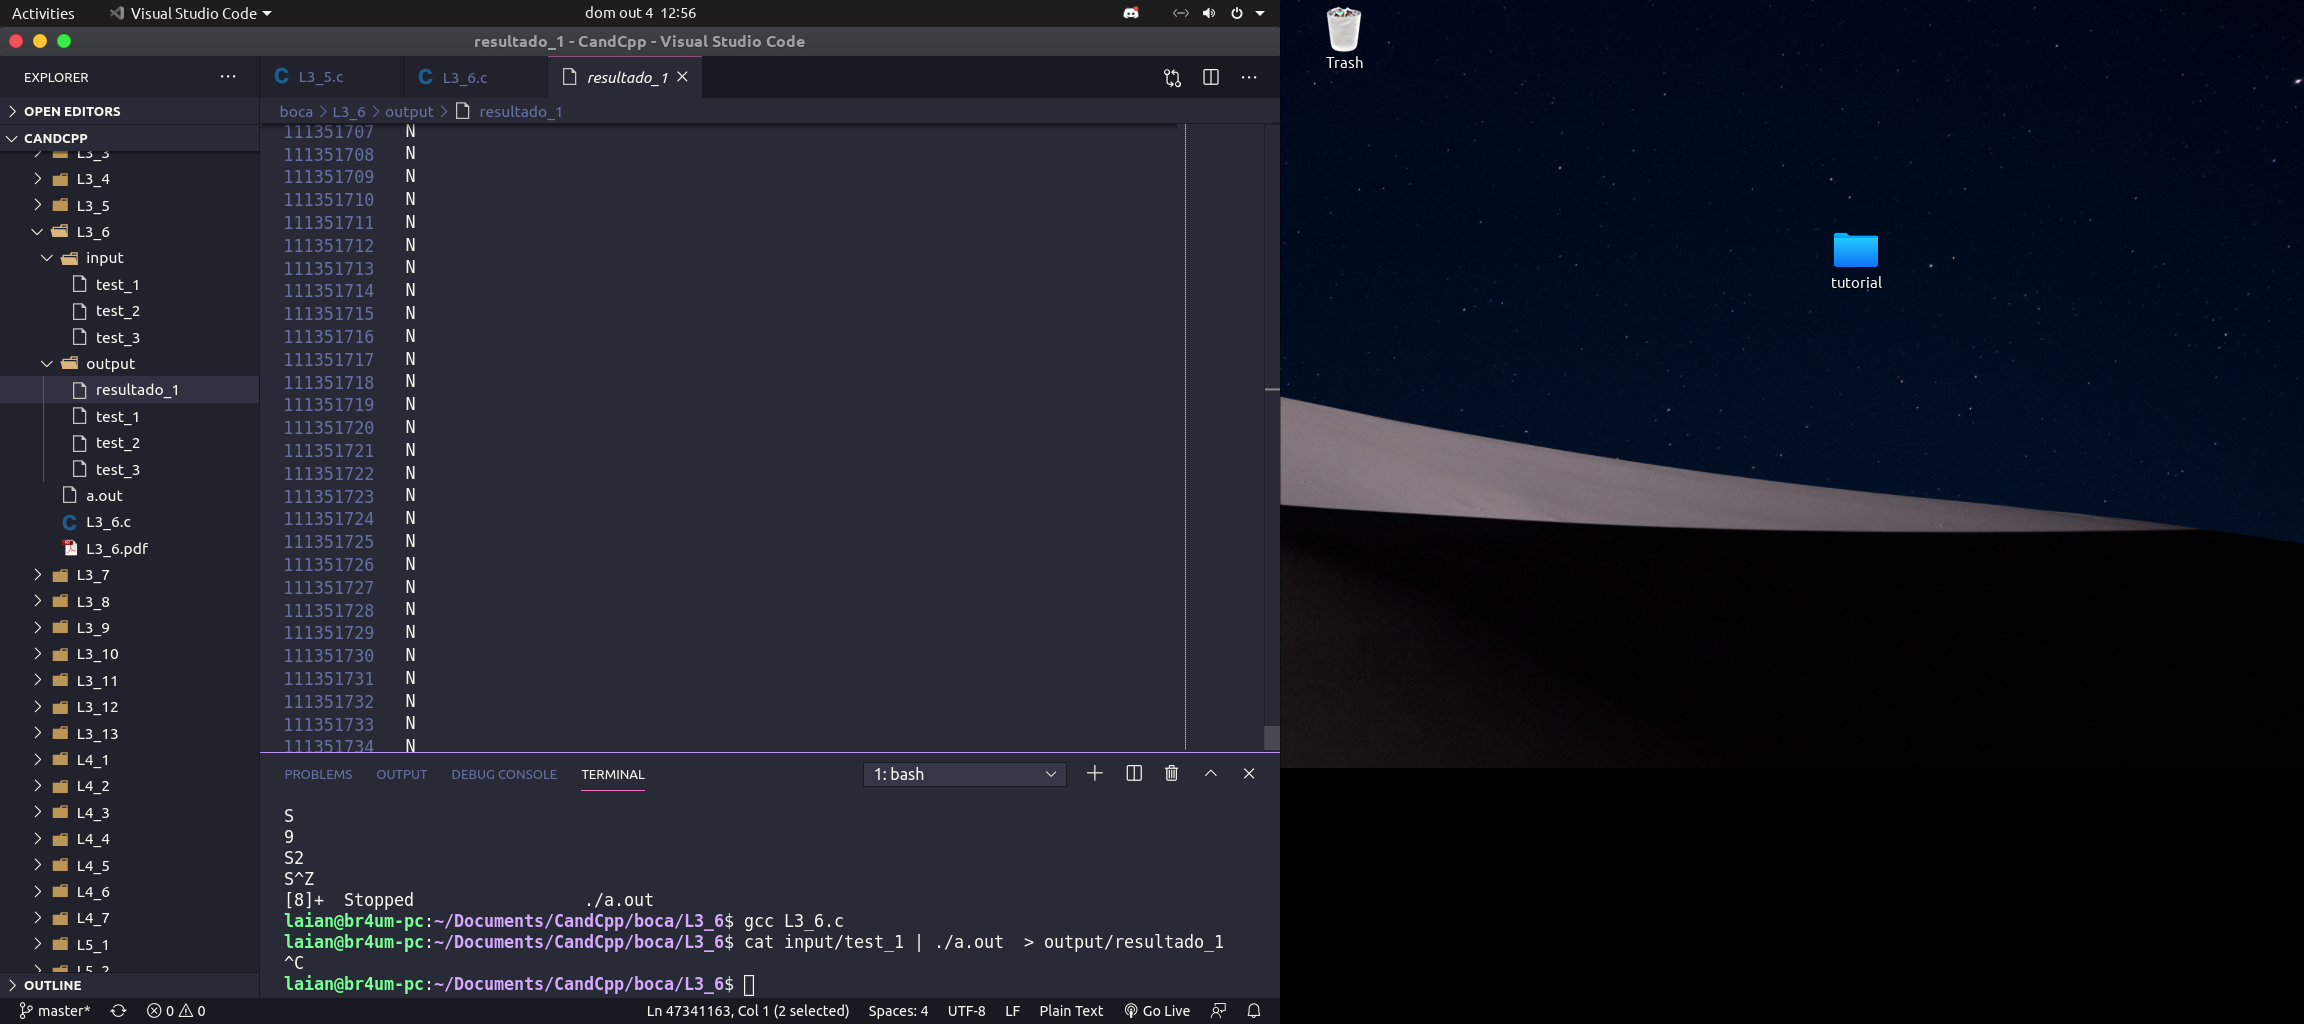 Activities
Visual Studio Code
dom out 4 12:56
resultado_1 - CandCpp - Visual Studio Code
EXPLORER
L3_5.c
L3_6.c
resultado_1
OPEN EDITORS
boca > L3_6 > output > resultado_1
CANDCPP
L3_3
L3_4
L3_5
L3_6
input
test_1
test_2
test_3
output
resultado_1
test_1
test_2
test_3
a.out
L3_6.c
L3_6.pdf
L3_7
L3_8
L3_9
L3_10
L3_11
L3_12
L3_13
L4_1
L4_2
L4_3
L4_4
L4_5
L4_6
L4_7
L5_1
L5_2
OUTLINE
111351707 N
111351708 N
111351709 N
111351710 N
111351711 N
111351712 N
111351713 N
111351714 N
111351715 N
111351716 N
111351717 N
111351718 N
111351719 N
111351720 N
111351721 N
111351722 N
111351723 N
111351724 N
111351725 N
111351726 N
111351727 N
111351728 N
111351729 N
111351730 N
111351731 N
111351732 N
111351733 N
111351734 N
PROBLEMS OUTPUT DEBUG CONSOLE TERMINAL
1: bash
S
9
S2
S^Z
[8]+ Stopped ./a.out
laian@br4um-pc:~/Documents/CandCpp/boca/L3_6$ gcc L3_6.c
laian@br4um-pc:~/Documents/CandCpp/boca/L3_6$ cat input/test_1 | ./a.out > output/resultado_1
^C
laian@br4um-pc:~/Documents/CandCpp/boca/L3_6$
master* 0 0
Ln 47341163, Col 1 (2 selected) Spaces: 4 UTF-8 LF Plain Text Go Live
Trash
tutorial